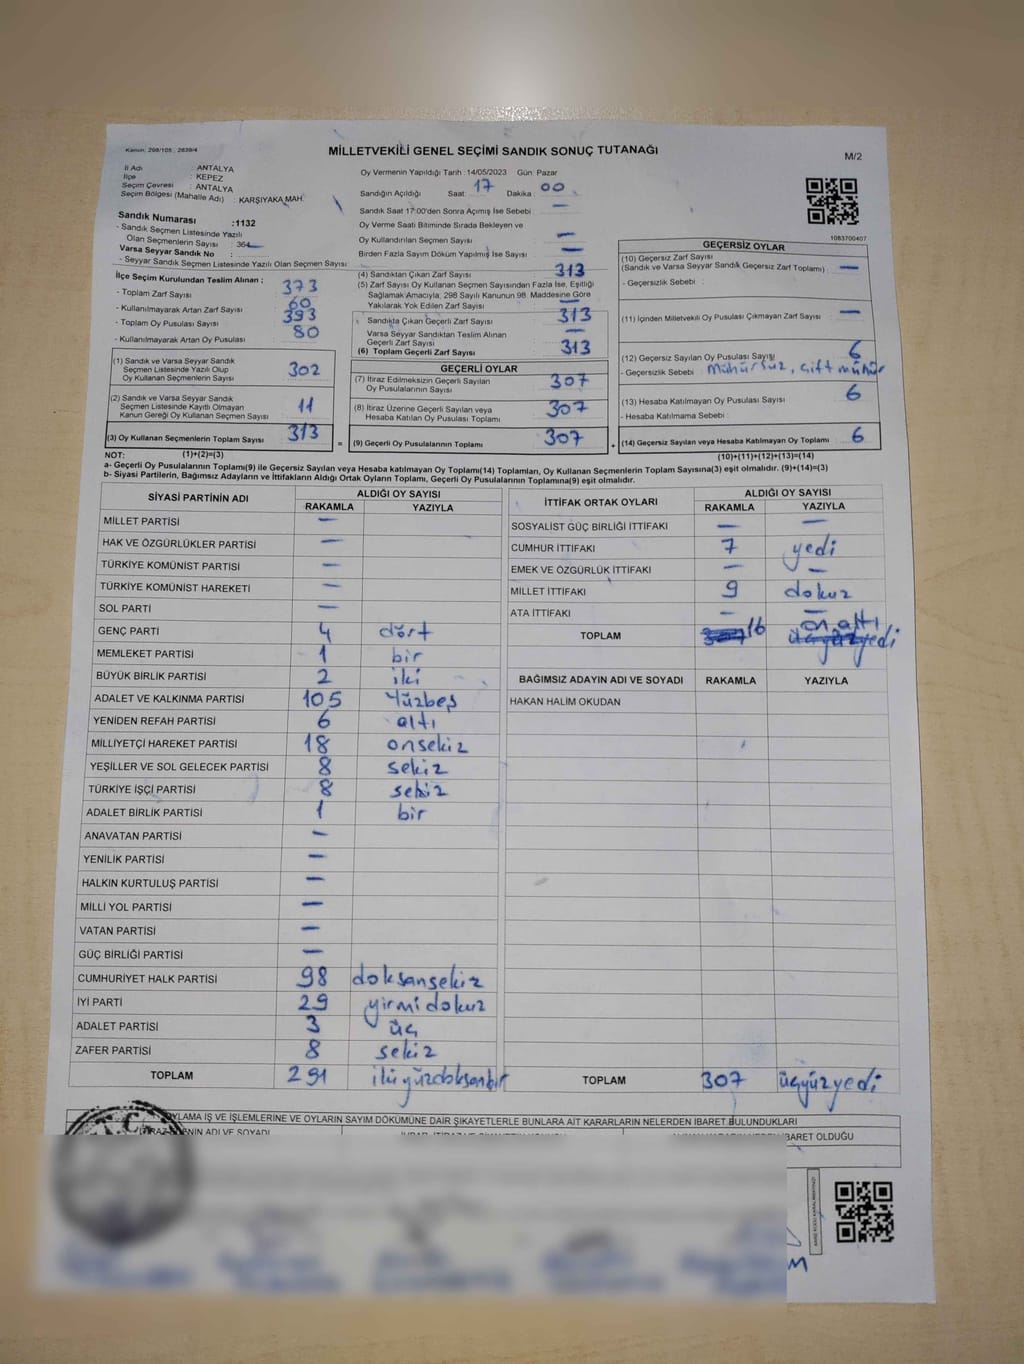 Kanun: 298/105 , 2839/4
MİLLETVEKİLİ GENEL SEÇİMİ SANDIK SONUÇ TUTANAĞI
M/2
İl Adı : ANTALYA
İlçe : KEPEZ
Seçim Çevresi : ANTALYA
Seçim Bölgesi (Mahalle Adı) : KARŞIYAKA MAH.
Sandık Numarası :1132
- Sandık Seçmen Listesinde Yazılı
Olan Seçmenlerin Sayısı : 364
Varsa Seyyar Sandık No :
- Seyyar Sandık Seçmen Listesinde Yazılı Olan Seçmen Sayısı:
İlçe Seçim Kurulundan Teslim Alınan :
- Toplam Zarf Sayısı 373
- Kullanılmayarak Artan Zarf Sayısı 60
- Toplam Oy Pusulası Sayısı 393
- Kullanılmayarak Artan Oy Pusulası 80
(1) Sandık ve Varsa Seyyar Sandık
Seçmen Listesinde Yazılı Olup
Oy Kullanan Seçmenlerin Sayısı 302
(2) Sandık ve Varsa Seyyar Sandık
Seçmen Listesinde Kayıtlı Olmayan
Kanun Gereği Oy Kullanan Seçmen Sayısı 11
(3) Oy Kullanan Seçmenlerin Toplam Sayısı 313
Oy Vermenin Yapıldığı Tarih :14/05/2023 Gün: Pazar
Sandığın Açıldığı Saat: 17 Dakika: 00
Sandık Saat 17:00'den Sonra Açımış İse Sebebi : —
Oy Verme Saati Bitiminde Sırada Bekleyen ve
Oy Kullandırılan Seçmen Sayısı —
Birden Fazla Sayım Döküm Yapılmış İse Sayısı —
(4) Sandıktan Çıkan Zarf Sayısı 313
(5) Zarf Sayısı Oy Kullanan Seçmen Sayısından Fazla İse, Eşitliği
Sağlamak Amacıyla, 298 Sayılı Kanunun 98. Maddesine Göre
Yakılarak Yok Edilen Zarf Sayısı —
Sandıkta Çıkan Geçerli Zarf Sayısı 313
Varsa Seyyar Sandıktan Teslim Alınan
Geçerli Zarf Sayısı —
(6) Toplam Geçerli Zarf Sayısı 313
GEÇERLİ OYLAR
(7) İtiraz Edilmeksizin Geçerli Sayılan
Oy Pusulalarının Sayısı 307
(8) İtiraz Üzerine Geçerli Sayılan veya
Hesaba Katılan Oy Pusulası Toplamı 307
= (9) Geçerli Oy Pusulalarının Toplamı 307
1083700407
GEÇERSİZ OYLAR
(10) Geçersiz Zarf Sayısı
(Sandık ve Varsa Seyyar Sandık Geçersiz Zarf Toplamı) : —
- Geçersizlik Sebebi :
(11) İçinden Milletvekili Oy Pusulası Çıkmayan Zarf Sayısı —
(12) Geçersiz Sayılan Oy Pusulası Sayısı 6
- Geçersizlik Sebebi : Mühürsuz, çift mühür
(13) Hesaba Katılmayan Oy Pusulası Sayısı 6
- Hesaba Katılmama Sebebi :
+ (14) Geçersiz Sayılan veya Hesaba Katılmayan Oy Toplamı 6
NOT: (1)+(2)=(3)
(10)+(11)+(12)+(13)=(14)
a- Geçerli Oy Pusulalarının Toplamı(9) ile Geçersiz Sayılan veya Hesaba katılmayan Oy Toplamı(14) Toplamları, Oy Kullanan Seçmenlerin Toplam Sayısına(3) eşit olmalıdır. (9)+(14)=(3)
b- Siyasi Partilerin, Bağımsız Adayların ve İttifakların Aldığı Ortak Oyların Toplamı, Geçerli Oy Pusulalarının Toplamına(9) eşit olmalıdır.
SİYASİ PARTİNİN ADI ALDIĞI OY SAYISI
RAKAMLA YAZIYLA
MİLLET PARTİSİ —
HAK VE ÖZGÜRLÜKLER PARTİSİ —
TÜRKİYE KOMÜNİST PARTİSİ —
TÜRKİYE KOMÜNİST HAREKETİ —
SOL PARTİ —
GENÇ PARTİ 4 dört
MEMLEKET PARTİSİ 1 bir
BÜYÜK BİRLİK PARTİSİ 2 iki
ADALET VE KALKINMA PARTİSİ 105 Yüzbeş
YENİDEN REFAH PARTİSİ 6 altı
MİLLİYETÇİ HAREKET PARTİSİ 18 onsekiz
YEŞİLLER VE SOL GELECEK PARTİSİ 8 sekiz
TÜRKİYE İŞÇİ PARTİSİ 8 sekiz
ADALET BİRLİK PARTİSİ 1 bir
ANAVATAN PARTİSİ —
YENİLİK PARTİSİ —
HALKIN KURTULUŞ PARTİSİ —
MİLLİ YOL PARTİSİ —
VATAN PARTİSİ —
GÜÇ BİRLİĞİ PARTİSİ —
CUMHURİYET HALK PARTİSİ 98 doksansekiz
İYİ PARTİ 29 yirmidokuz
ADALET PARTİSİ 3 üç
ZAFER PARTİSİ 8 sekiz
TOPLAM 291 ikiyüzdoksanbir
İTTİFAK ORTAK OYLARI ALDIĞI OY SAYISI
RAKAMLA YAZIYLA
SOSYALİST GÜÇ BİRLİĞİ İTTİFAKI — —
CUMHUR İTTİFAKI 7 yedi
EMEK VE ÖZGÜRLÜK İTTİFAKI — —
MİLLET İTTİFAKI 9 dokuz
ATA İTTİFAKI — —
TOPLAM 307 16 on altı üçyüzyedi
BAĞIMSIZ ADAYIN ADI VE SOYADI RAKAMLA YAZIYLA
HAKAN HALİM OKUDAN
TOPLAM 307 üçyüzyedi
OYLAMA İŞ VE İŞLEMLERİNE VE OYLARIN SAYIM DÖKÜMÜNE DAİR ŞİKAYETLERLE BUNLARA AİT KARARLARIN NELERDEN İBARET BULUNDUKLARI
ADI VE SOYADI
İBARET OLDUĞU